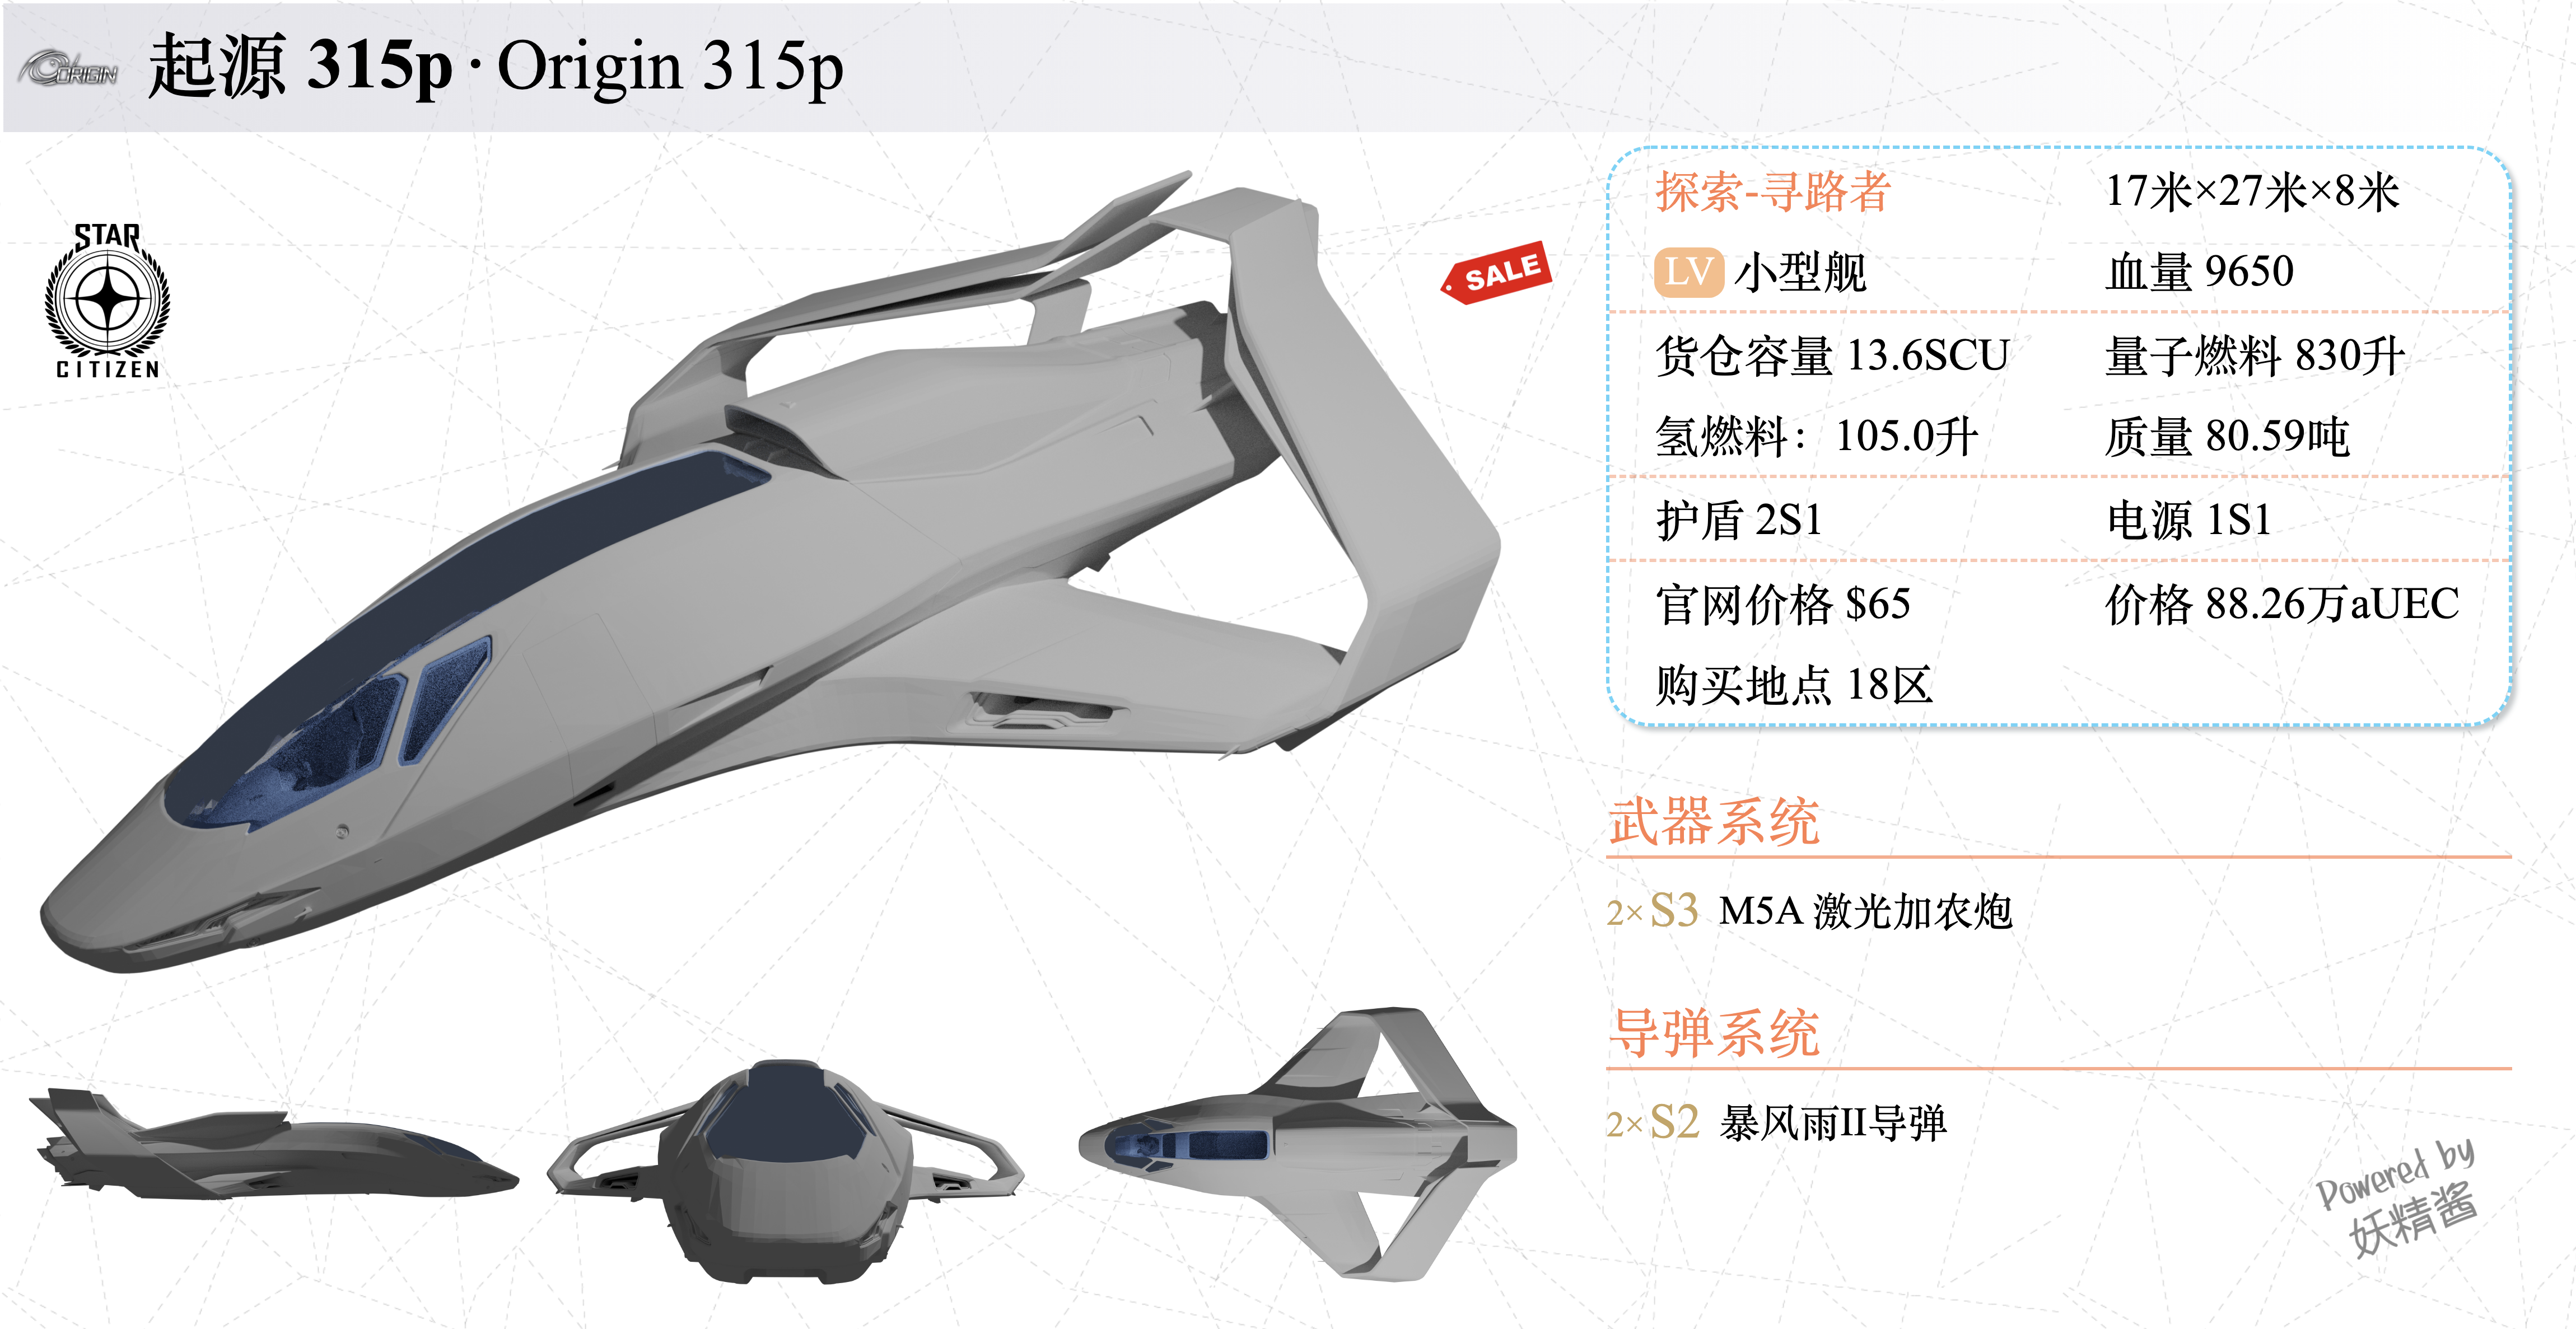 ORIGIN
起源 315p · Origin 315p
STAR
CITIZEN
SALE
探索-寻路者
17米×27米×8米
LV 小型舰
血量 9650
货仓容量 13.6SCU
量子燃料 830升
氢燃料：105.0升
质量 80.59吨
护盾 2S1
电源 1S1
官网价格 $65
价格 88.26万aUEC
购买地点 18区
武器系统
2× S3 M5A 激光加农炮
导弹系统
2× S2 暴风雨II导弹
Powered by
妖精酱